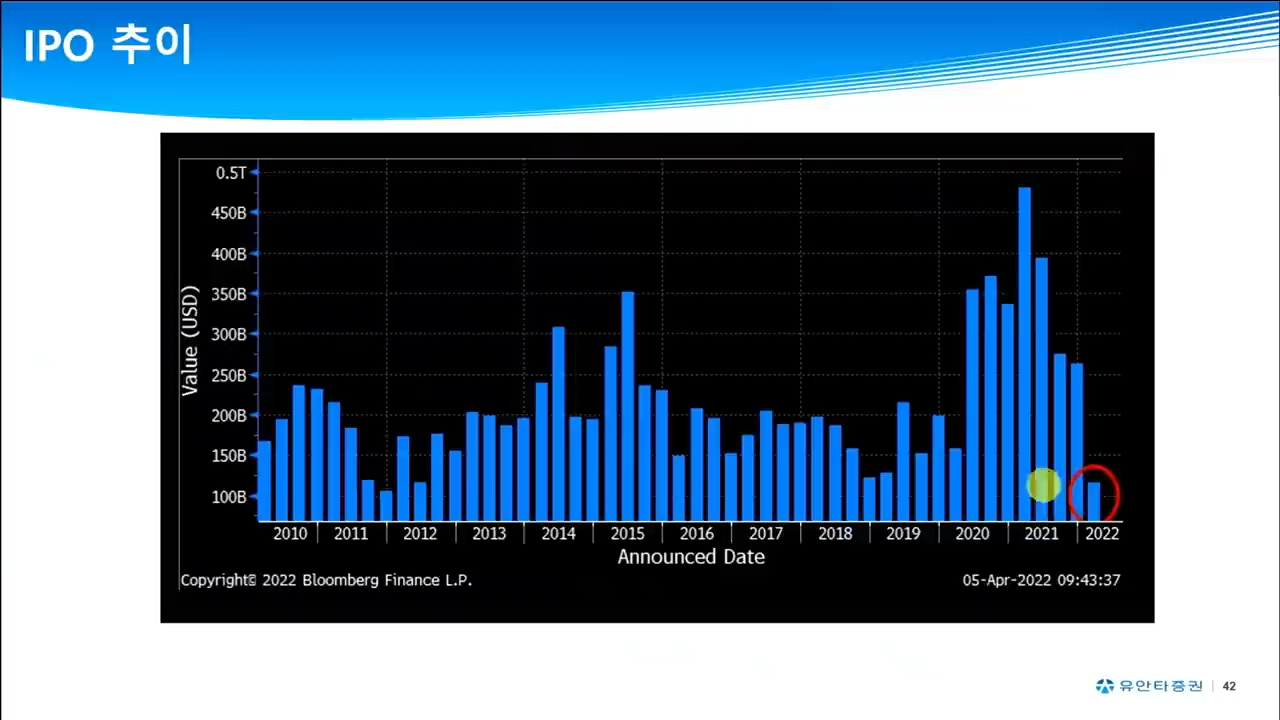 IPO 추이
0.5T
450B
400B
350B
300B
250B
200B
150B
100B
Value (USD)
2010 2011 2012 2013 2014 2015 2016 2017 2018 2019 2020 2021 2022
Announced Date
Copyright© 2022 Bloomberg Finance L.P. 05-Apr-2022 09:43:37
유안타증권 42